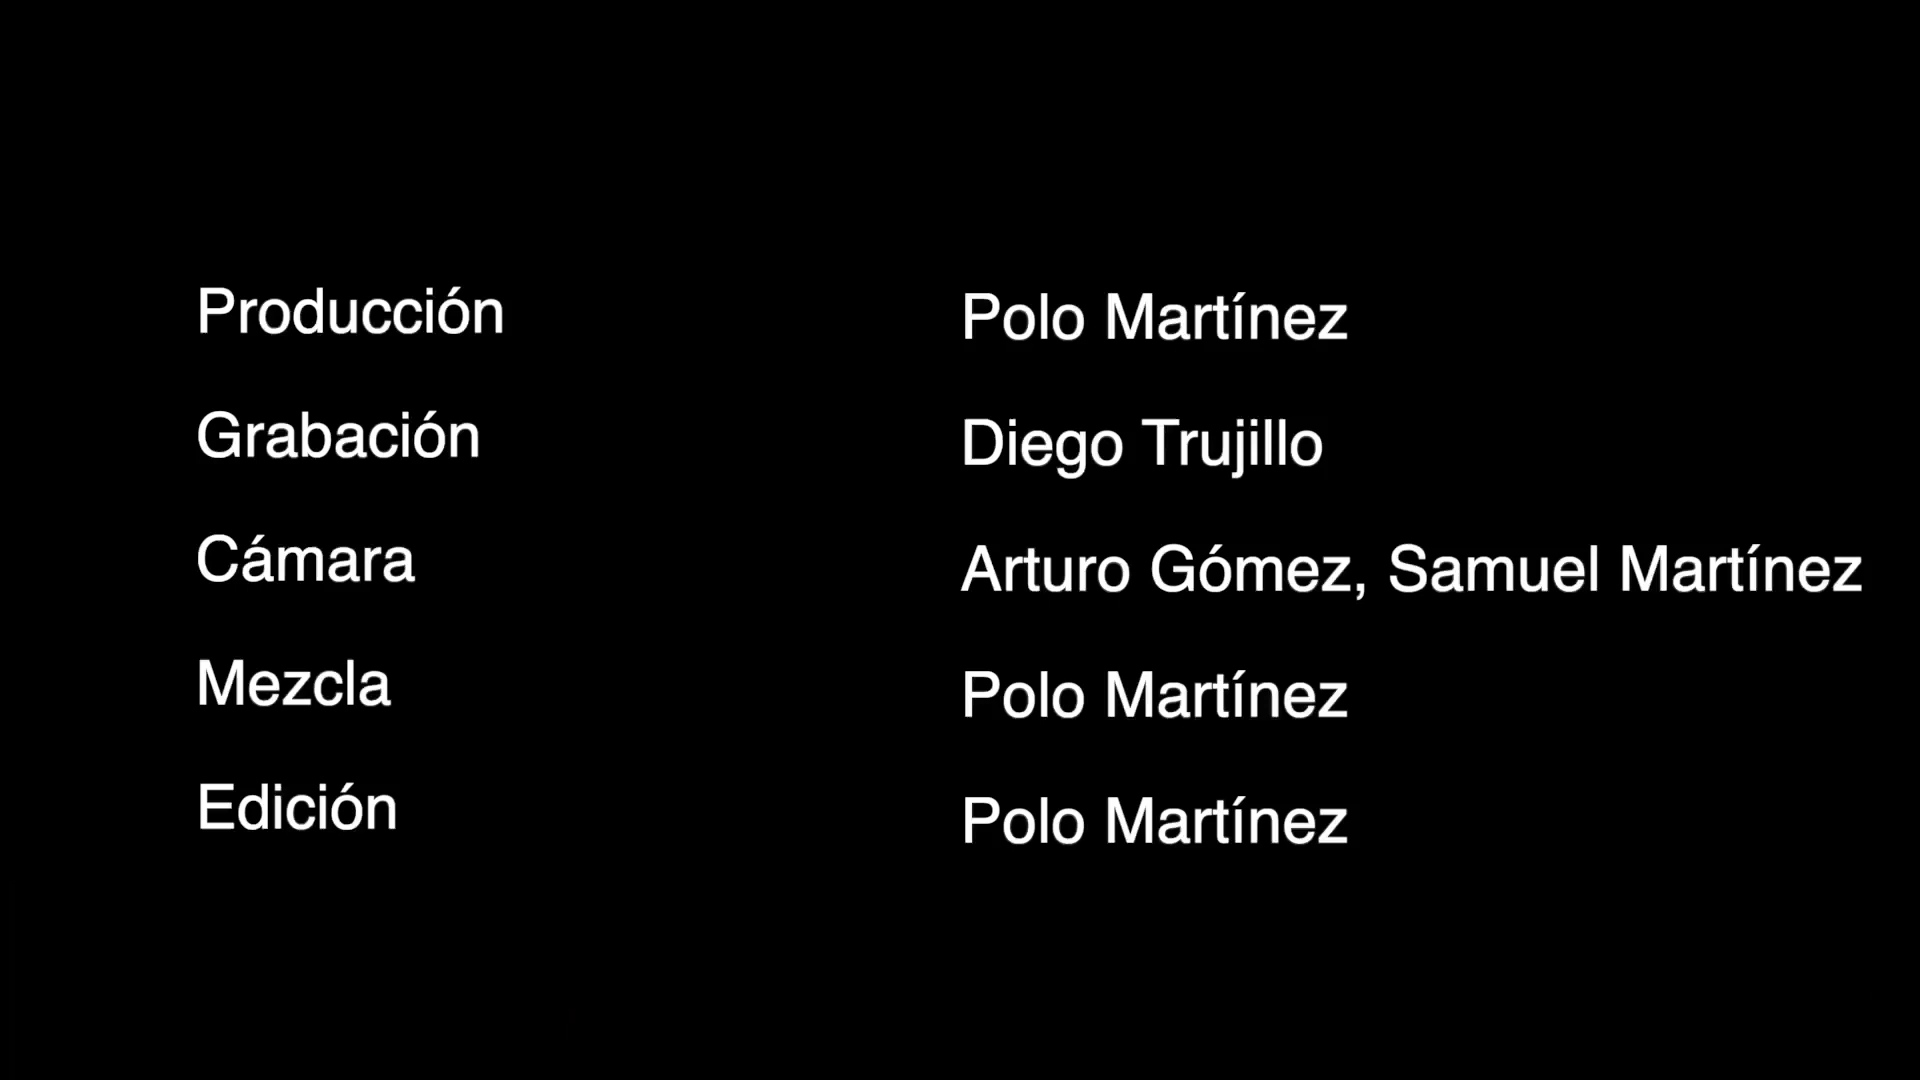 Producción Polo Martínez
Grabación Diego Trujillo
Cámara Arturo Gómez, Samuel Martínez
Mezcla Polo Martínez
Edición Polo Martínez